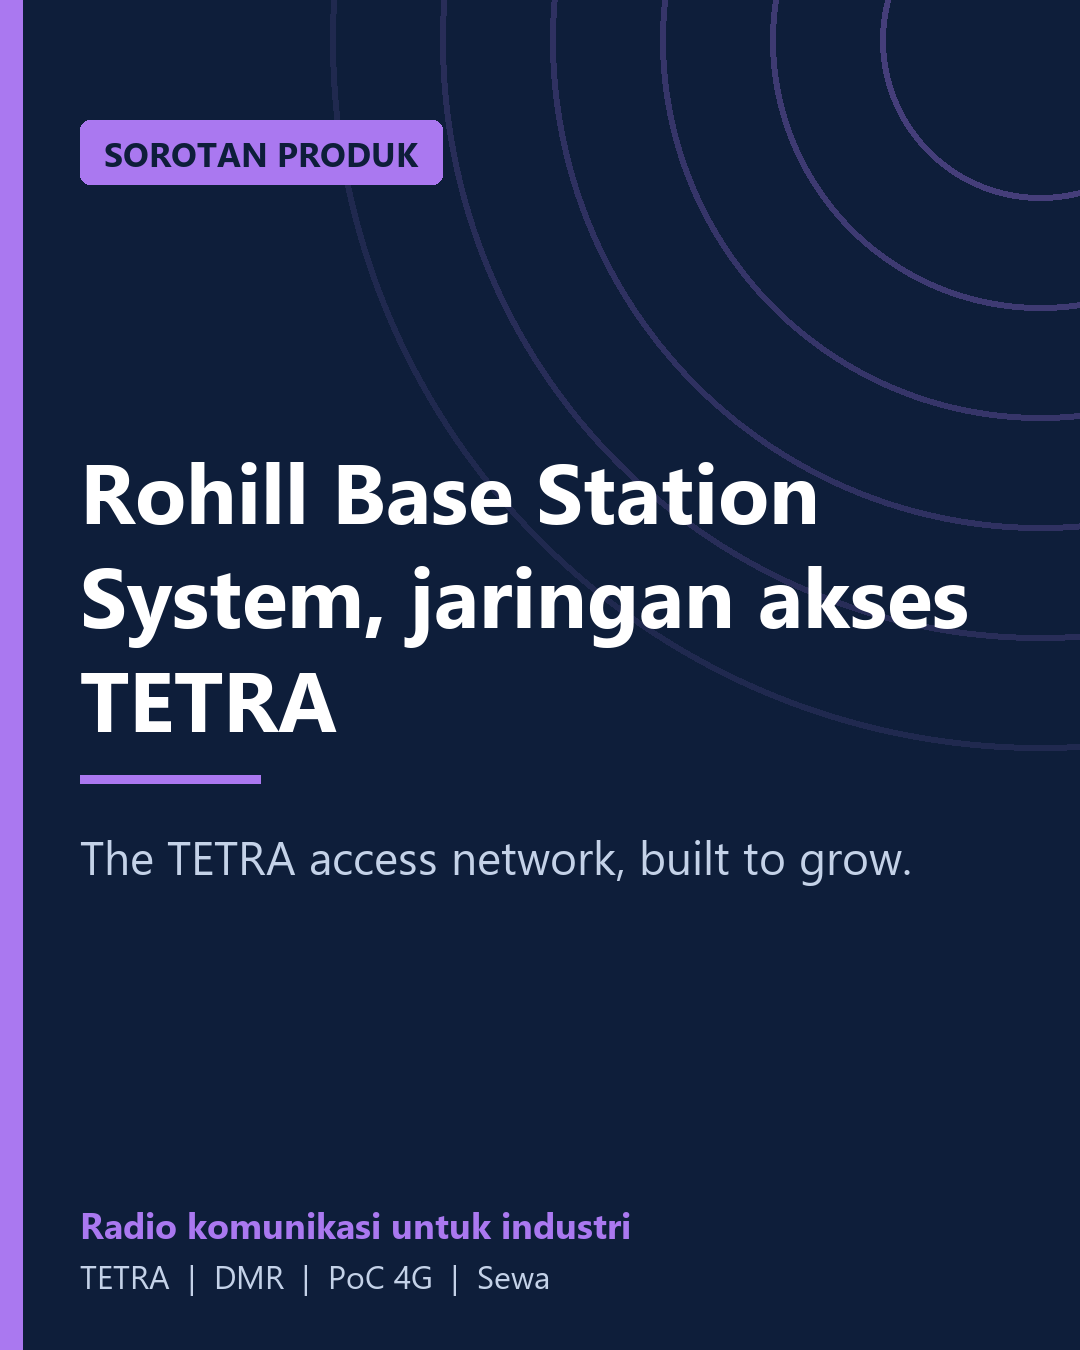 SOROTAN PRODUK
Rohill Base Station
System, jaringan akses
TETRA
The TETRA access network, built to grow.
Radio komunikasi untuk industri
TETRA | DMR | PoC 4G | Sewa